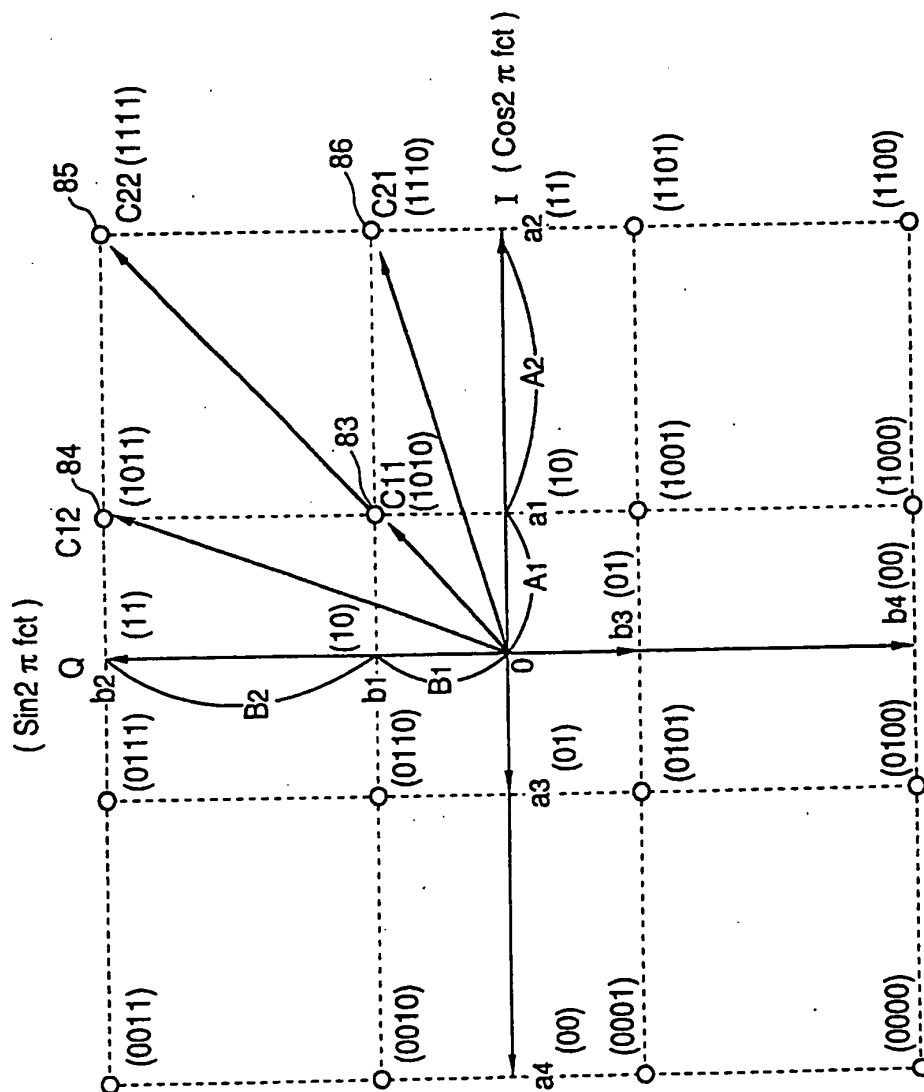 ( Sin2 π fct )
Q
C12
84
C22 (1111)
85
b2
(11)
(0011)
(0111)
(1011)
B2
(10)
b1
83
C11
(1010)
C21
(1110)
86
(0010)
(0110)
B1
0
A1
A2
a4
(00)
a3
(01)
a1
(10)
a2
(11)
I ( Cos2 π fct )
(01)
b3
(0001)
(0101)
(1001)
(1101)
(00)
b4
(0000)
(0100)
(1000)
(1100)